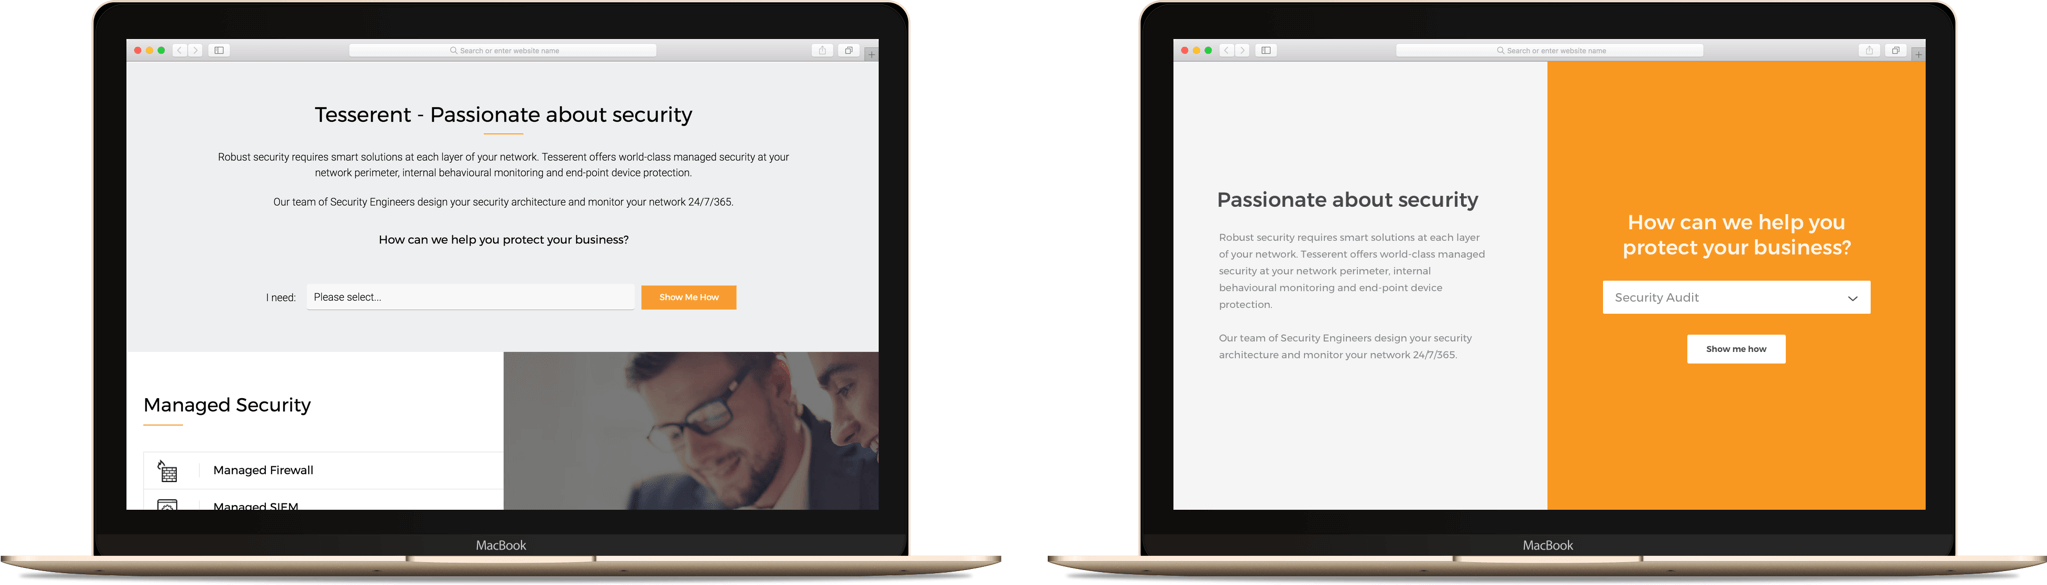 Search or enter website name
Tesserent - Passionate about security
Robust security requires smart solutions at each layer of your network. Tesserent offers world-class managed security at your
network perimeter, internal behavioural monitoring and end-point device protection.
Our team of Security Engineers design your security architecture and monitor your network 24/7/365.
How can we help you protect your business?
I need: Please select... Show Me How
Managed Security
Managed Firewall
Managed SIEM
MacBook
Search or enter website name
Passionate about security
Robust security requires smart solutions at each layer
of your network. Tesserent offers world-class managed
security at your network perimeter, internal
behavioural monitoring and end-point device
protection.
Our team of Security Engineers design your security
architecture and monitor your network 24/7/365.
How can we help you
protect your business?
Security Audit
Show me how
MacBook